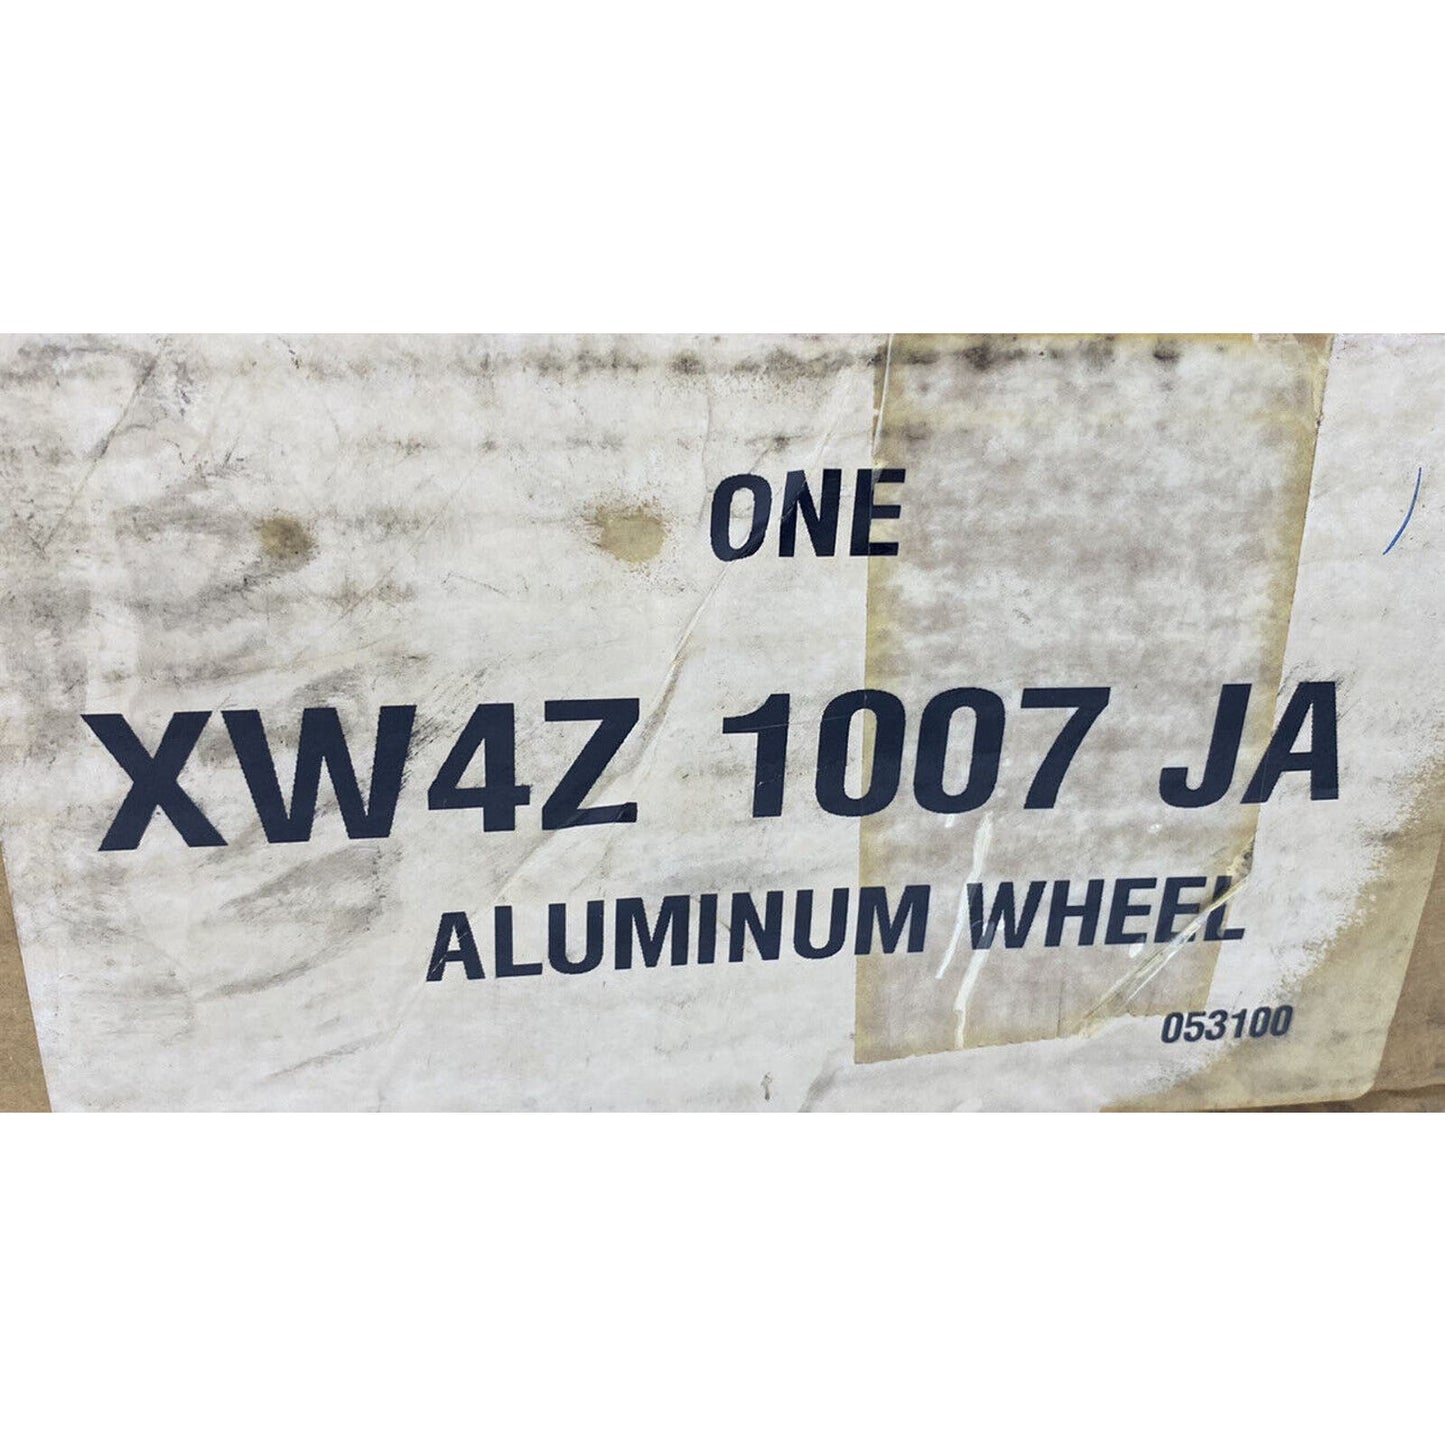 ONE
XW4Z 1007 JA
ALUMINUM WHEEL
053100